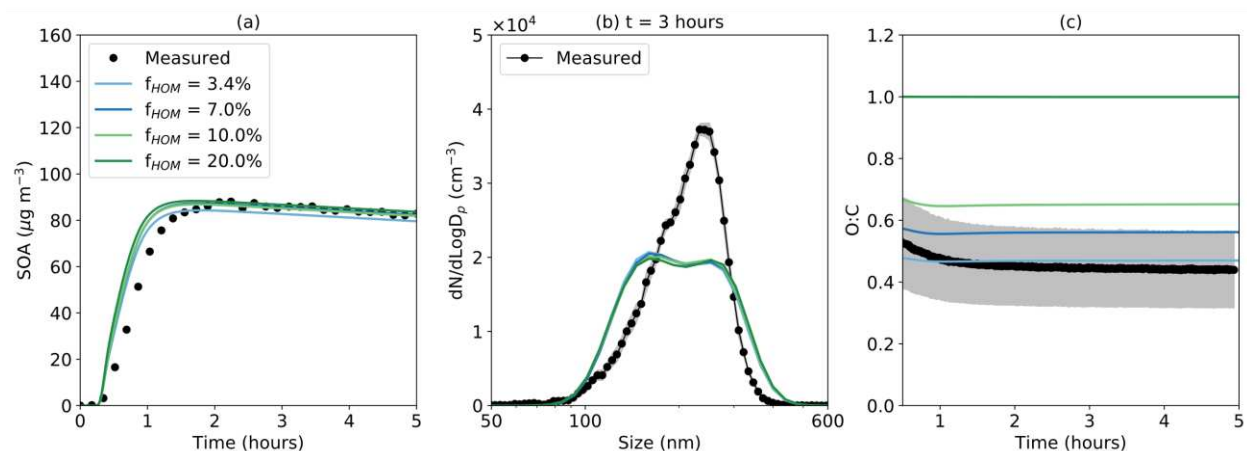 (a)
SOA (μg m⁻³)
160
140
120
100
80
60
40
20
0
Measured
f_HOM = 3.4%
f_HOM = 7.0%
f_HOM = 10.0%
f_HOM = 20.0%
0 1 2 3 4 5
Time (hours)
×10⁴ (b) t = 3 hours
dN/dLogD_p (cm⁻³)
5
4
3
2
1
0
Measured
50 100 600
Size (nm)
(c)
O:C
1.2
1.0
0.8
0.6
0.4
0.2
0.0
1 2 3 4 5
Time (hours)